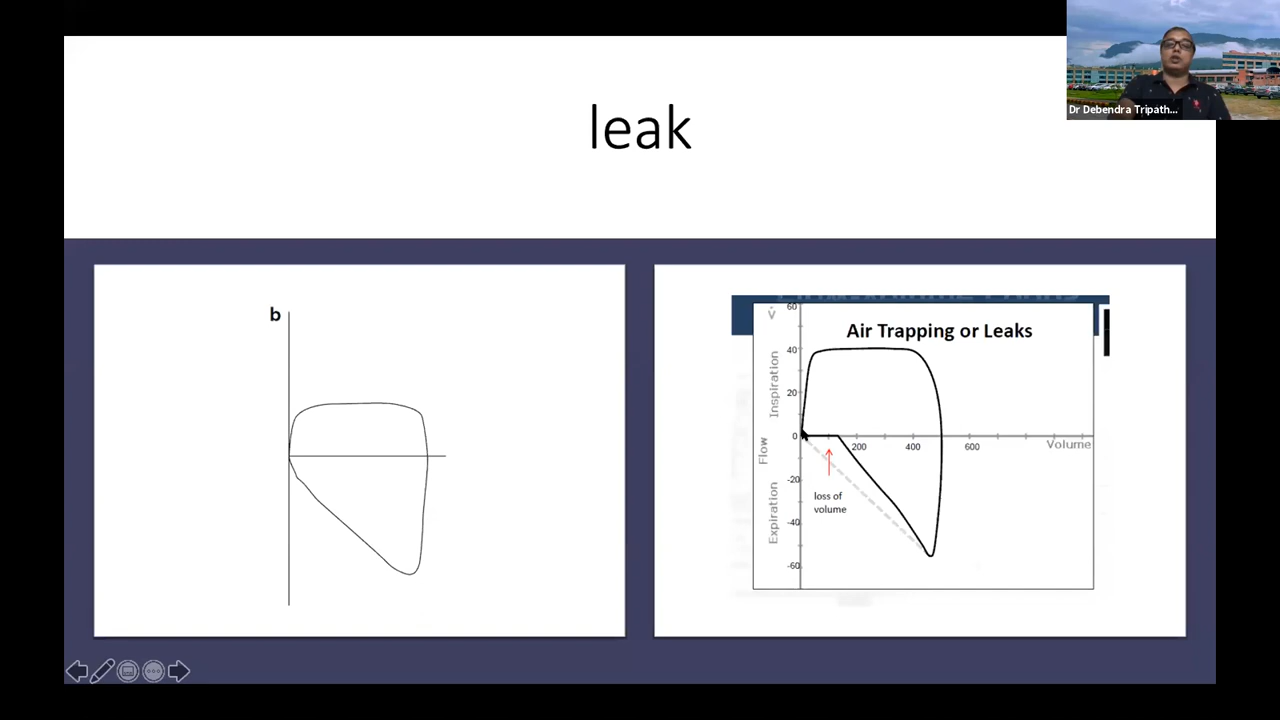 leak
Dr Debendra Tripath...
b
Air Trapping or Leaks
V̇
60
40
20
0
-20
-40
-60
Inspiration
Flow
Expiration
200
400
600
Volume
loss of
volume